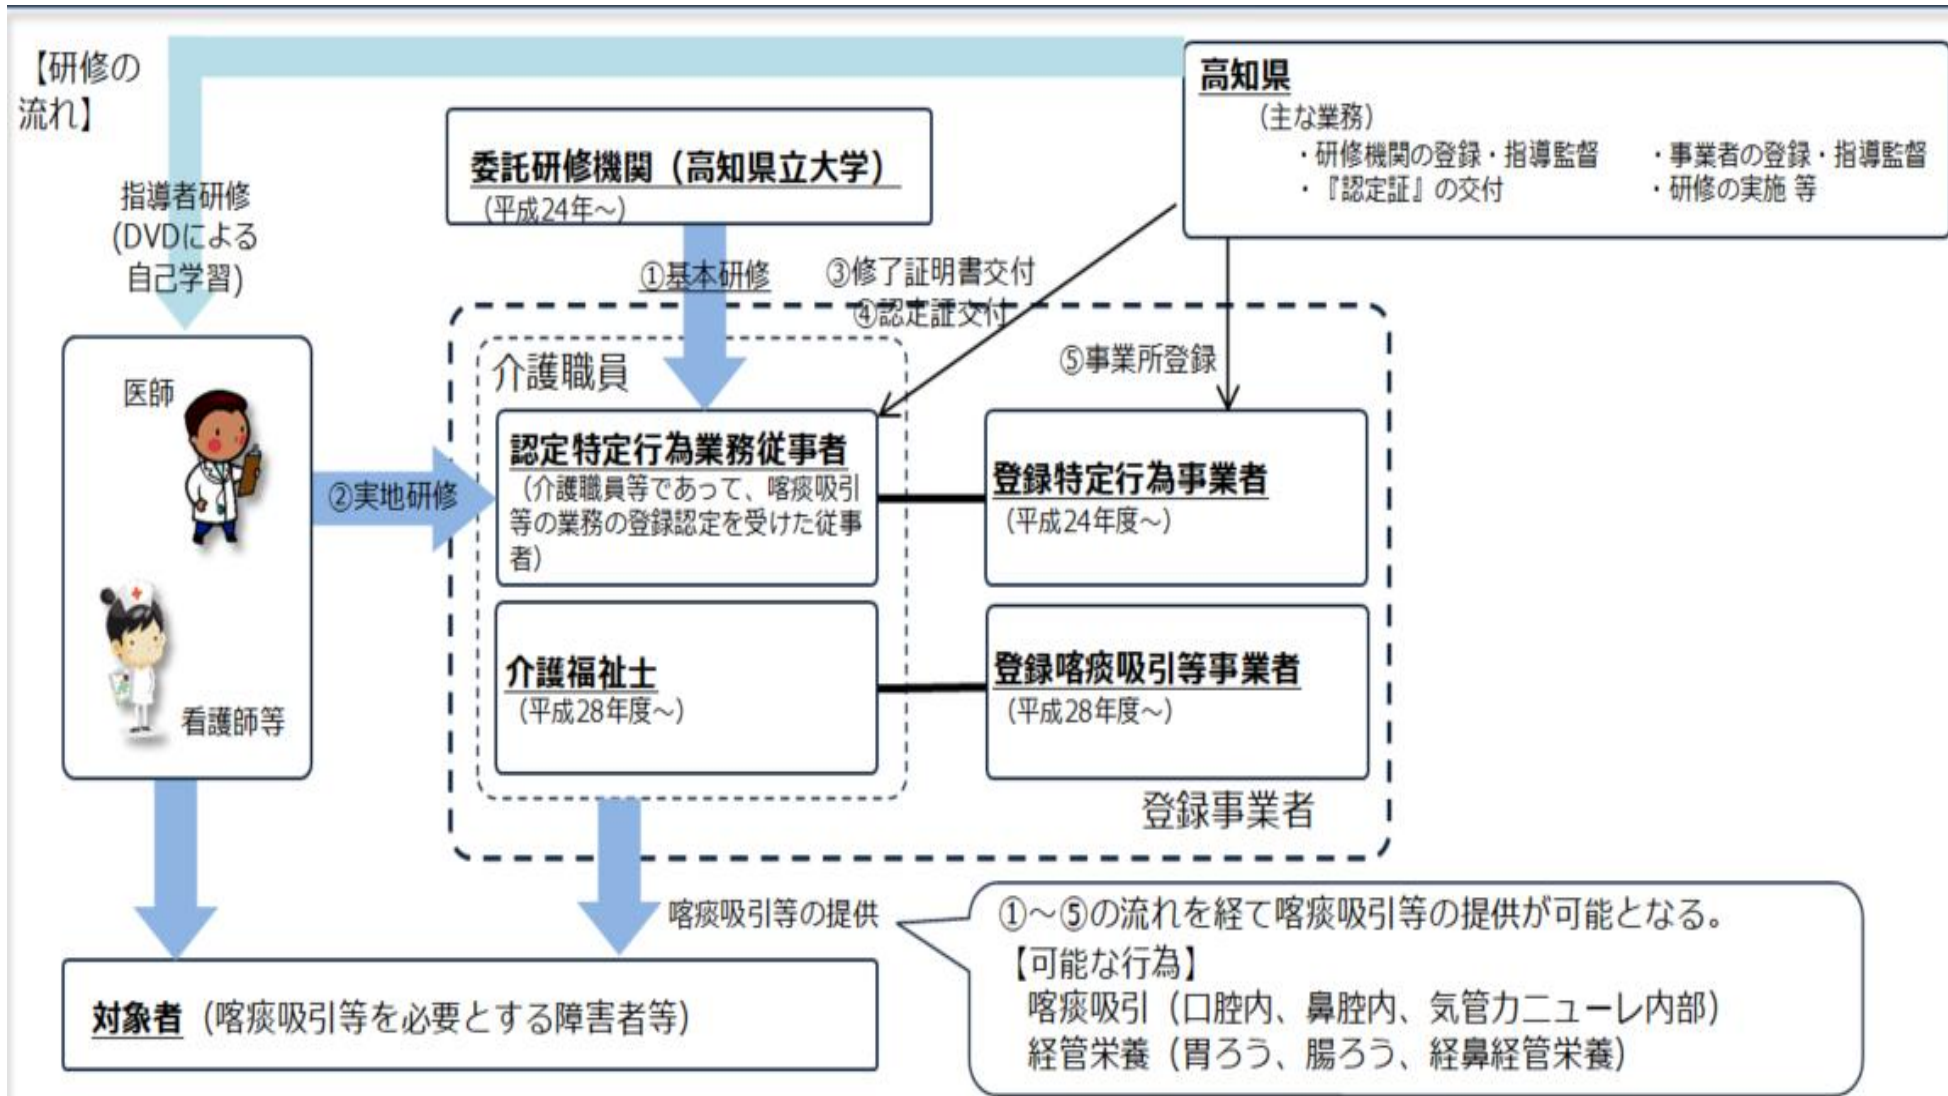 【研修の
流れ】
高知県
（主な業務）
・研修機関の登録・指導監督　・事業者の登録・指導監督
・『認定証』の交付　・研修の実施 等
委託研修機関（高知県立大学）
（平成24年～）
指導者研修
(DVDによる
自己学習)
①基本研修
③修了証明書交付
④認定証交付
⑤事業所登録
医師
看護師等
②実地研修
介護職員
認定特定行為業務従事者
（介護職員等であって、喀痰吸引
等の業務の登録認定を受けた従事
者）
登録特定行為事業者
（平成24年度～）
介護福祉士
（平成28年度～）
登録喀痰吸引等事業者
（平成28年度～）
登録事業者
喀痰吸引等の提供
①～⑤の流れを経て喀痰吸引等の提供が可能となる。
【可能な行為】
喀痰吸引（口腔内、鼻腔内、気管カニューレ内部）
経管栄養（胃ろう、腸ろう、経鼻経管栄養）
対象者（喀痰吸引等を必要とする障害者等）